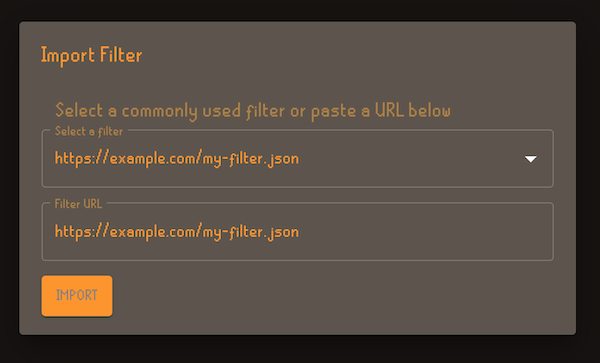 Import Filter
Select a commonly used filter or paste a URL below
Select a filter
https://example.com/my-filter.json
Filter URL
https://example.com/my-filter.json
IMPORT